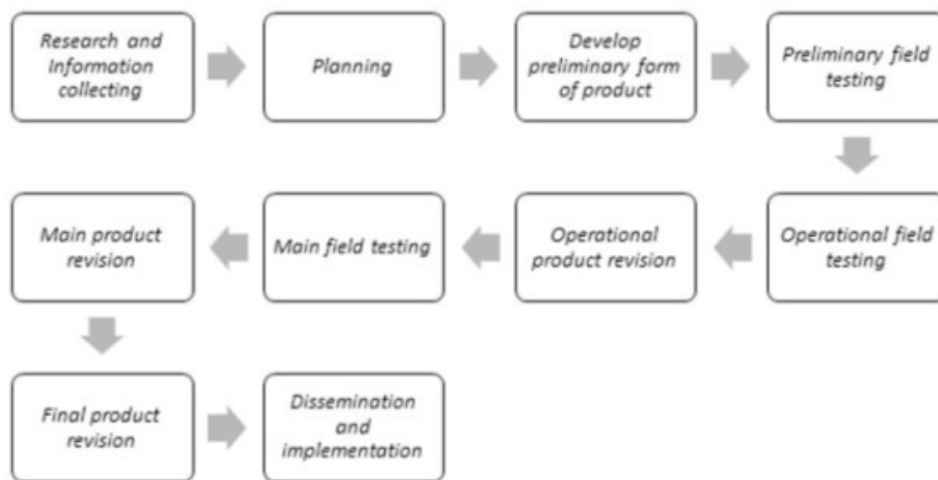 Research and
Information
collecting
Planning
Develop
preliminary form
of product
Preliminary field
testing
Operational field
testing
Operational
product revision
Main field testing
Main product
revision
Final product
revision
Dissemination
and
implementation